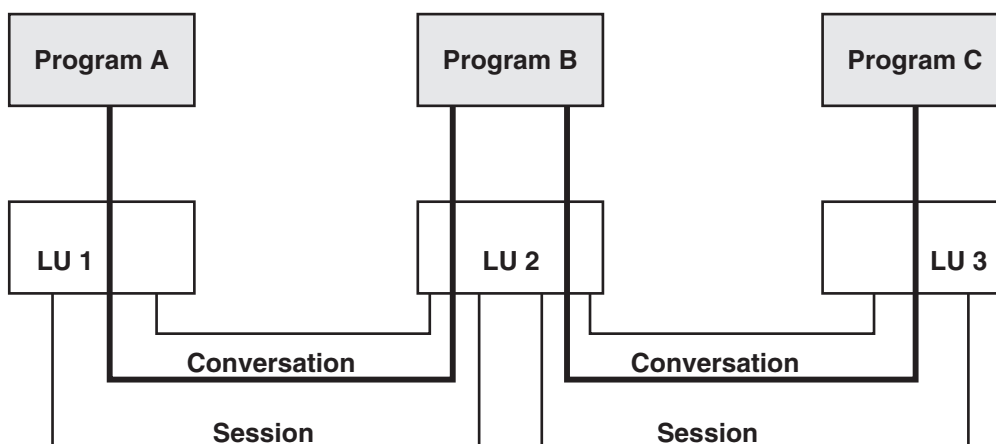 Program A
Program B
Program C
LU 1
LU 2
LU 3
Conversation
Conversation
Session
Session